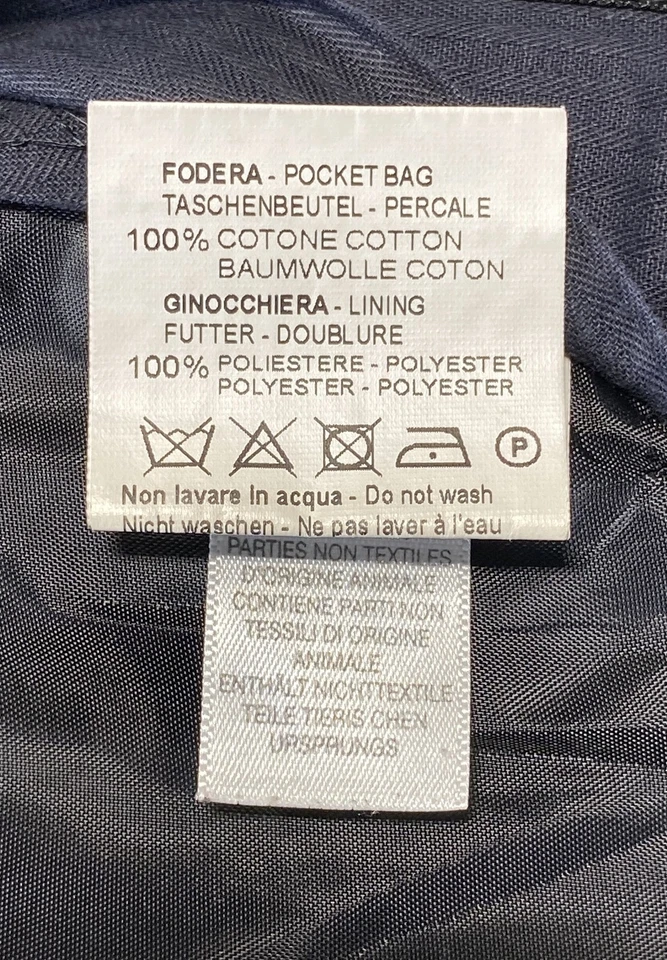 FODERA - POCKET BAG
TASCHENBEUTEL - PERCALE
100% COTONE COTTON
BAUMWOLLE COTON
GINOCCHIERA - LINING
FUTTER - DOUBLURE
100% POLIESTERE - POLYESTER
POLYESTER - POLYESTER
P
Non lavare in acqua - Do not wash
Nicht waschen - Ne pas laver à l'eau
PARTIES NON TEXTILES
D'ORIGINE ANIMALE
CONTIENE PARTI NON
TESSILI DI ORIGINE
ANIMALE
ENTHÄLT NICHTTEXTILE
TEILE TIERIS CHEN
URSPRUNGS